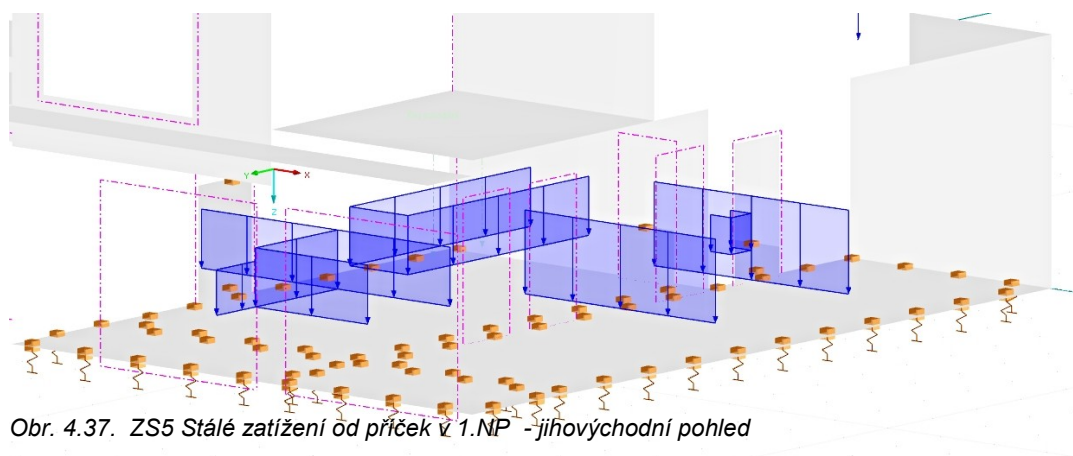 Y
X
Z
Obr. 4.37. ZS5 Stálé zatížení od příček v 1.NP - jihovýchodní pohled